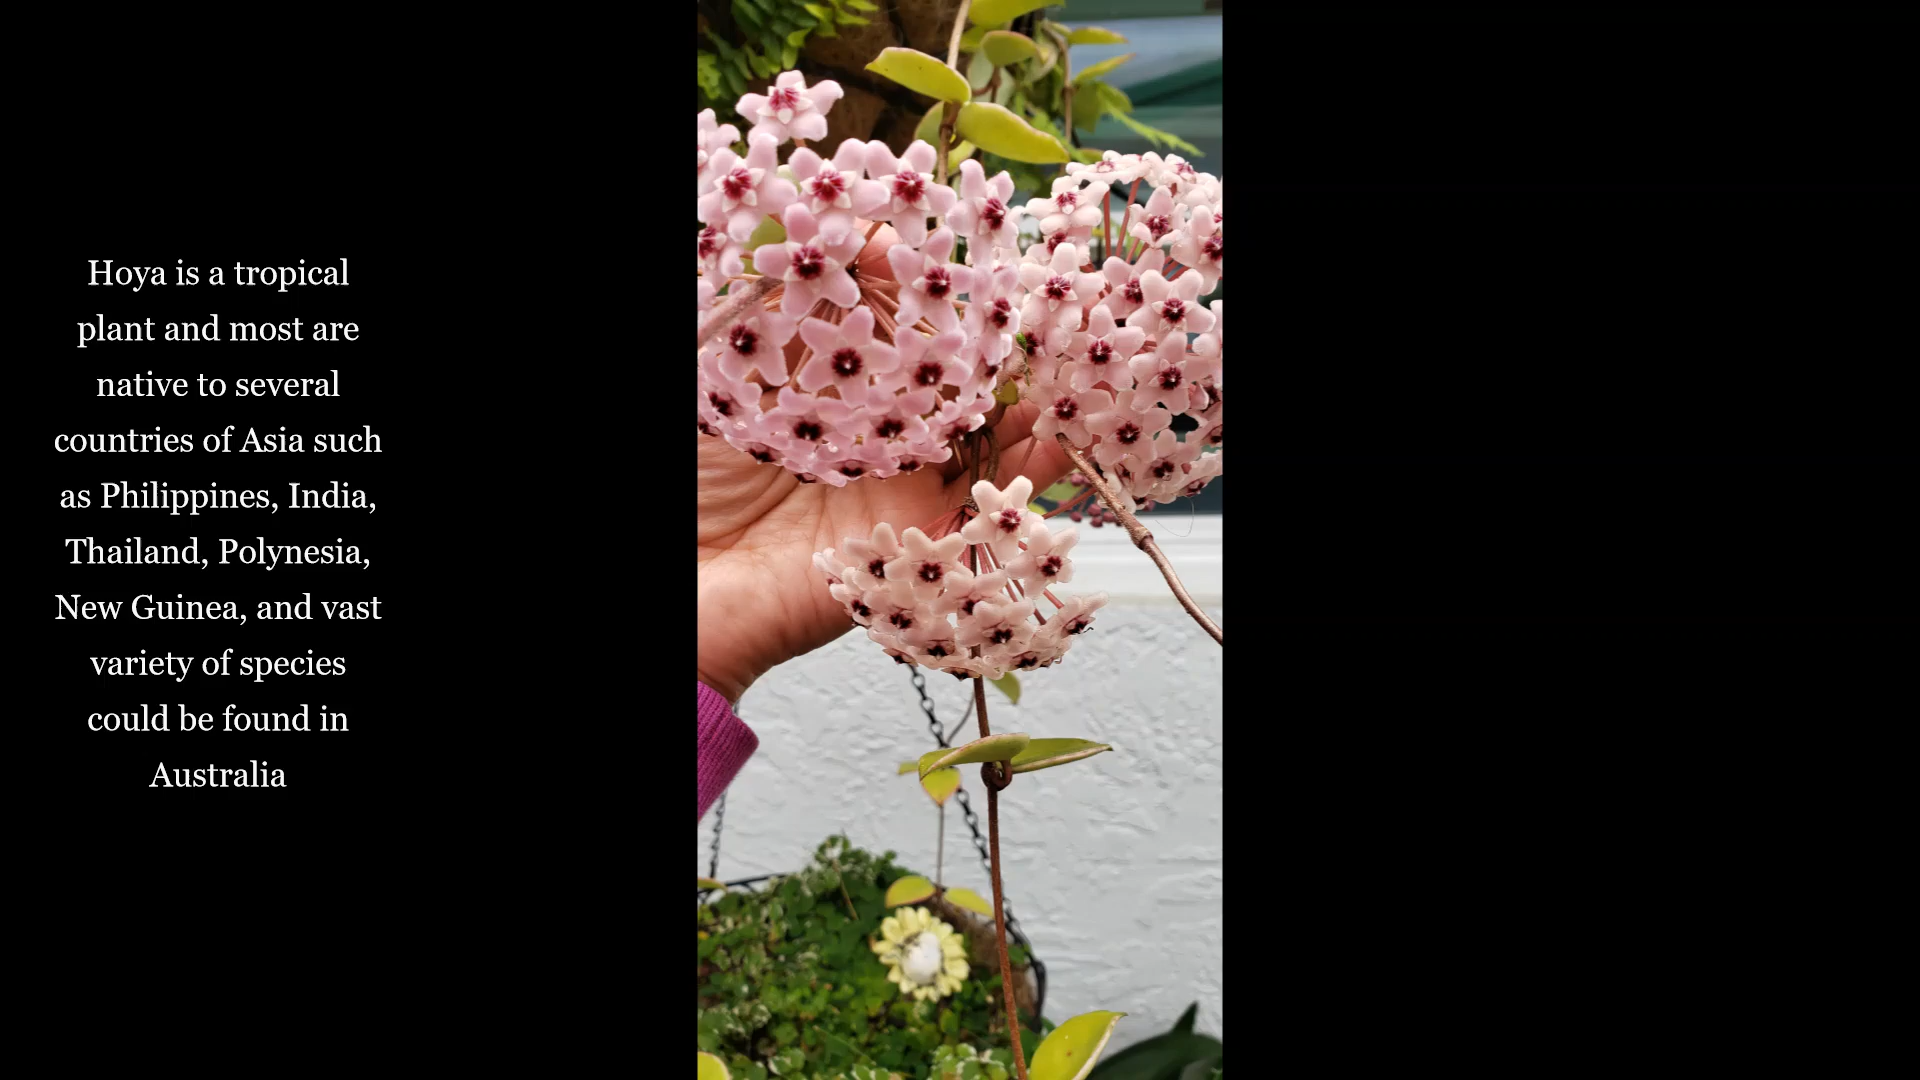 Hoya is a tropical
plant and most are
native to several
countries of Asia such
as Philippines, India,
Thailand, Polynesia,
New Guinea, and vast
variety of species
could be found in
Australia